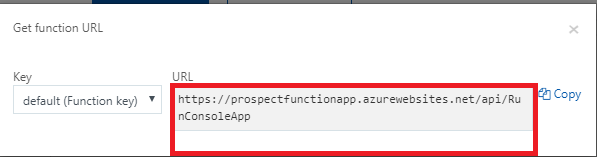 Get function URL
×
Key
URL
default (Function key)
https://prospectfunctionapp.azurewebsites.net/api/Ru
nConsoleApp
Copy